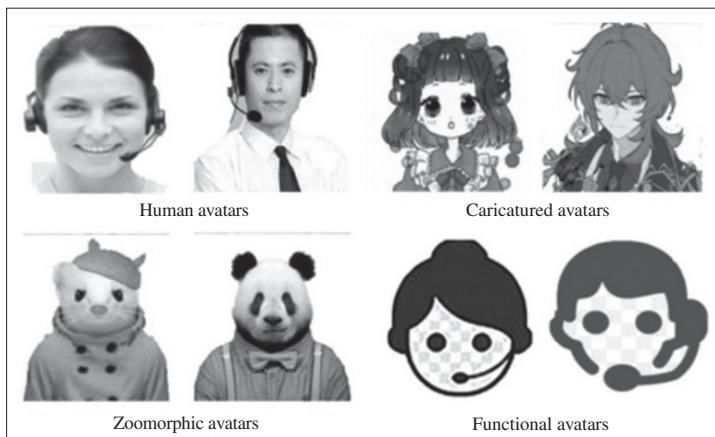 Human avatars
Caricatured avatars
Zoomorphic avatars
Functional avatars